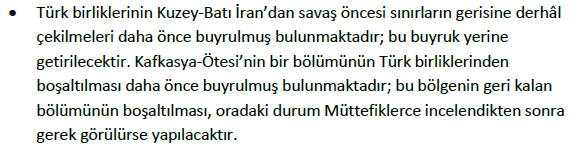 • Türk birliklerinin Kuzey-Batı İran’dan savaş öncesi sınırların gerisine derhâl
çekilmeleri daha önce buyrulmuş bulunmaktadır; bu buyruk yerine
getirilecektir. Kafkasya-Ötesi’nin bir bölümünün Türk birliklerinden
boşaltılması daha önce buyrulmuş bulunmaktadır; bu bölgenin geri kalan
bölümünün boşaltılması, oradaki durum Müttefiklerce incelendikten sonra
gerek görülürse yapılacaktır.